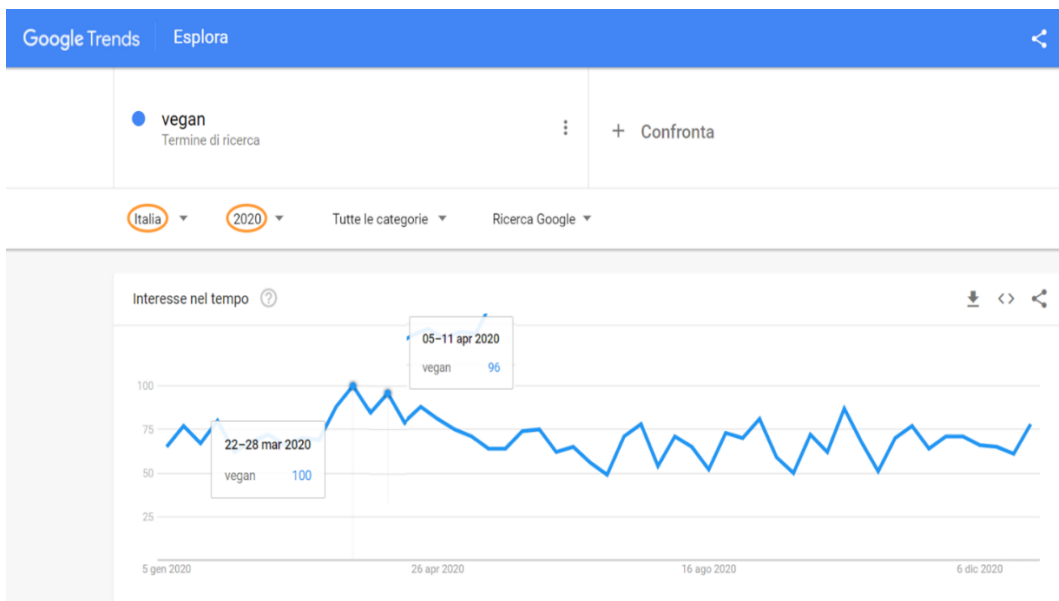 Google Trends Esplora
vegan
Termine di ricerca
+ Confronta
Italia
2020
Tutte le categorie
Ricerca Google
Interesse nel tempo
05–11 apr 2020
vegan 96
22–28 mar 2020
vegan 100
100
75
50
25
5 gen 2020
26 apr 2020
16 ago 2020
6 dic 2020